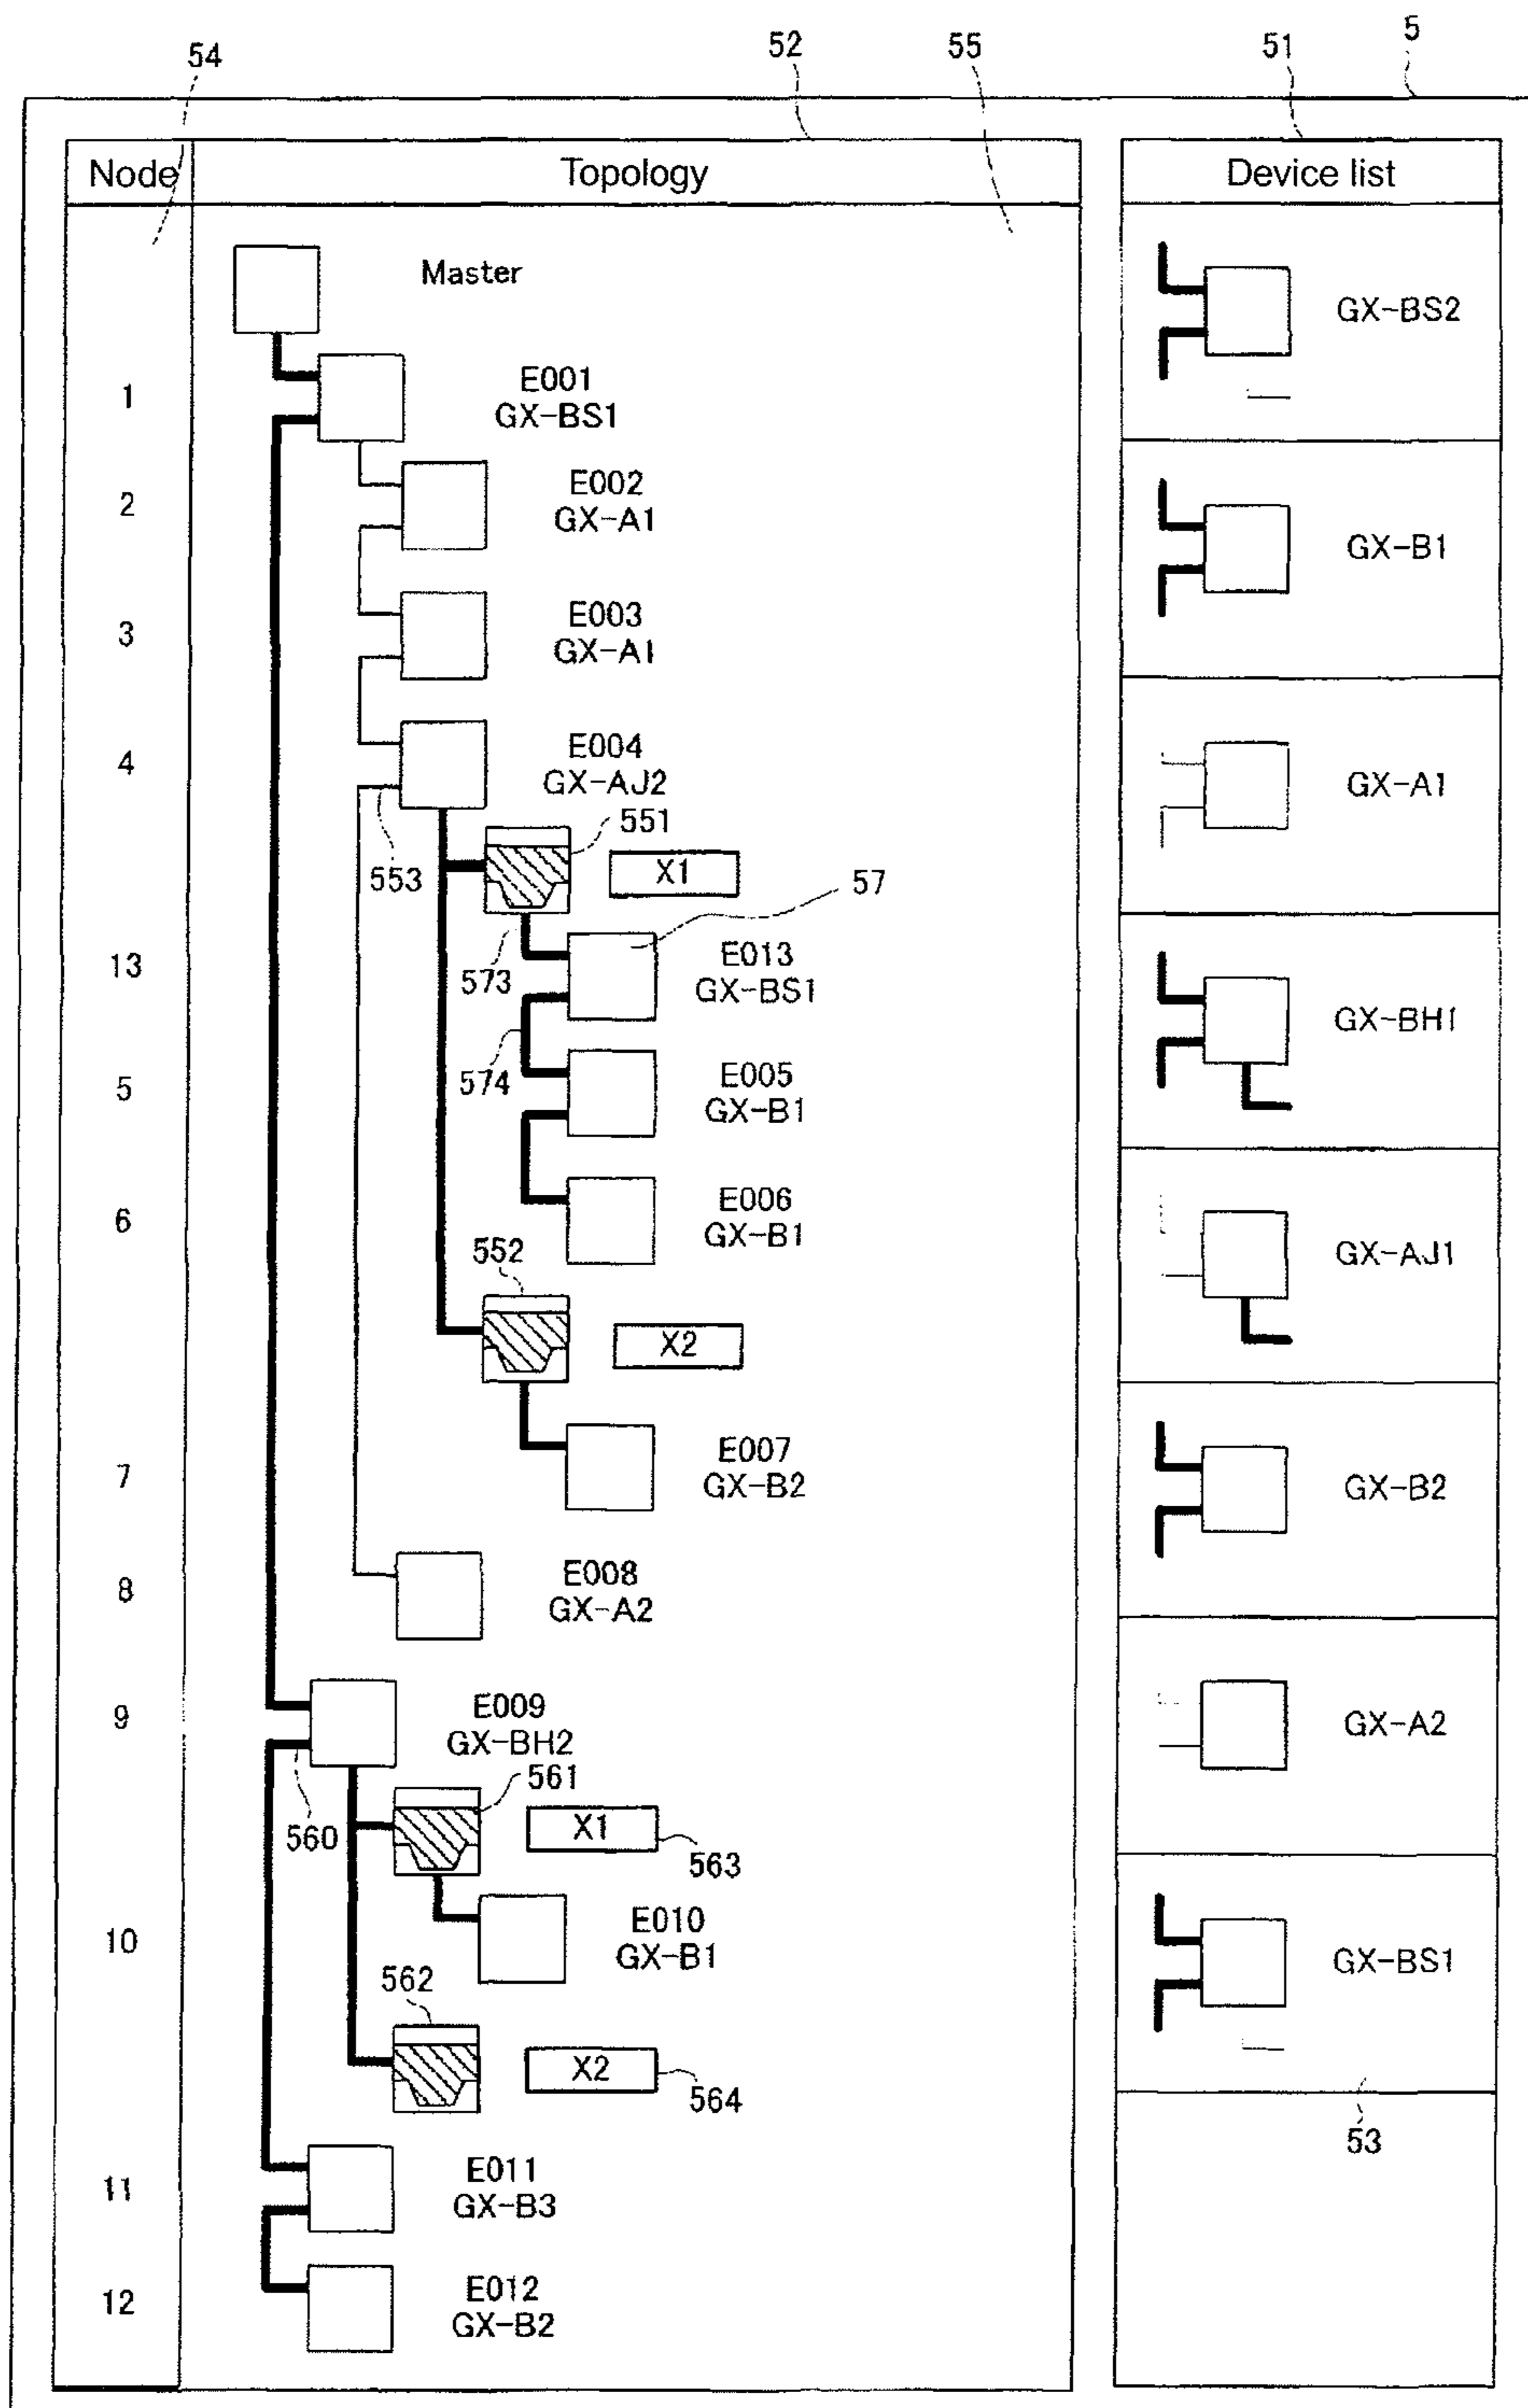 54
52
55
51
5
Node
Topology
Device list
Master
1
E001
GX-BS1
2
E002
GX-A1
3
E003
GX-A1
4
E004
GX-AJ2
551
553
X1
57
13
573
E013
GX-BS1
574
5
E005
GX-B1
6
E006
GX-B1
552
X2
7
E007
GX-B2
8
E008
GX-A2
9
E009
GX-BH2
561
560
X1
563
10
E010
GX-B1
562
X2
564
11
E011
GX-B3
12
E012
GX-B2
GX-BS2
GX-B1
GX-A1
GX-BH1
GX-AJ1
GX-B2
GX-A2
GX-BS1
53